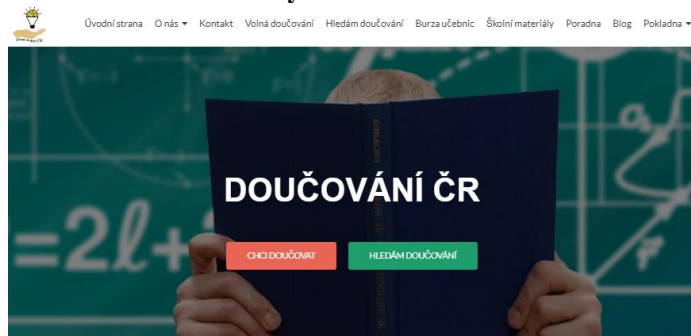 Úvodní strana O nás Kontakt Volná doučování Hledám doučování Burza učebnic Školní materiály Poradna Blog Pokladna
DOUČOVÁNÍ ČR
CHCI DOUČOVAT HLEDÁM DOUČOVÁNÍ
=2ℓ+